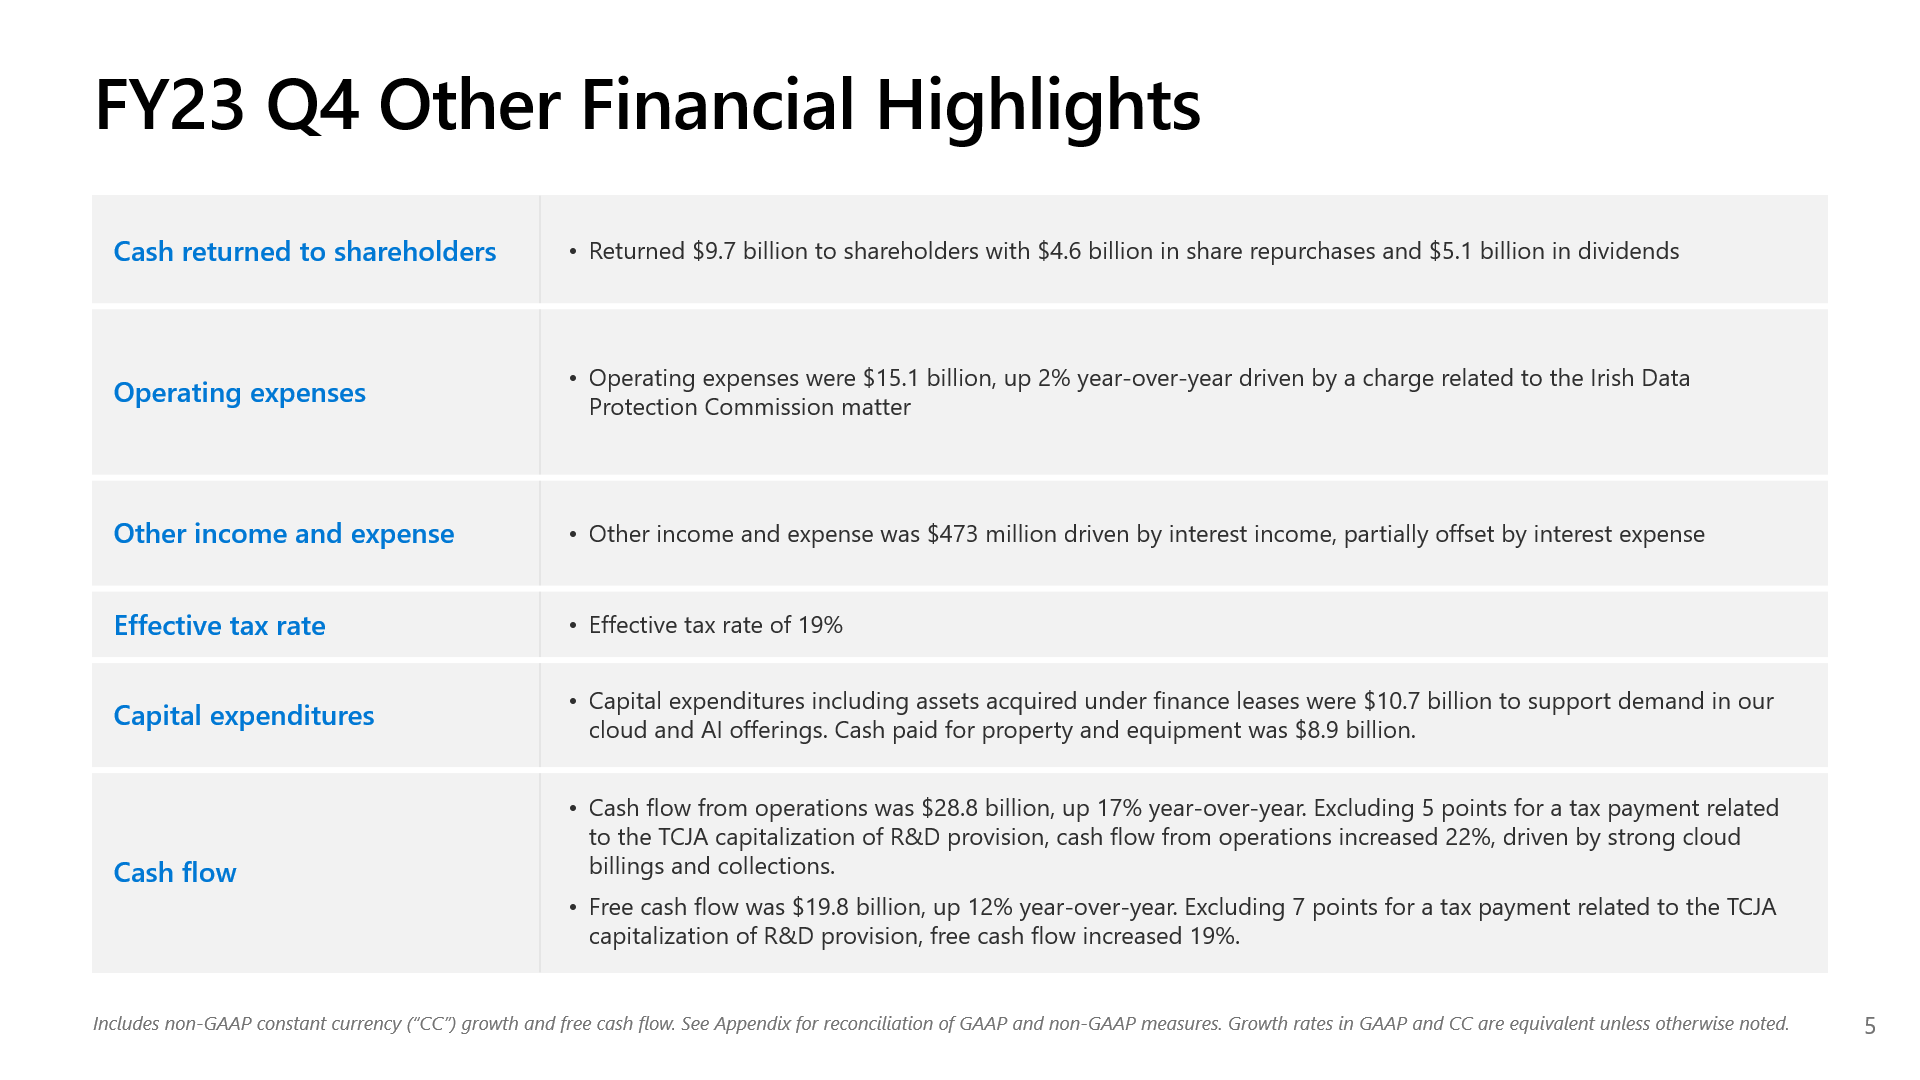 FY23 Q4 Other Financial Highlights
Cash returned to shareholders
• Returned $9.7 billion to shareholders with $4.6 billion in share repurchases and $5.1 billion in dividends
Operating expenses
• Operating expenses were $15.1 billion, up 2% year-over-year driven by a charge related to the Irish Data
Protection Commission matter
Other income and expense
• Other income and expense was $473 million driven by interest income, partially offset by interest expense
Effective tax rate
• Effective tax rate of 19%
Capital expenditures
• Capital expenditures including assets acquired under finance leases were $10.7 billion to support demand in our
cloud and AI offerings. Cash paid for property and equipment was $8.9 billion.
Cash flow
• Cash flow from operations was $28.8 billion, up 17% year-over-year. Excluding 5 points for a tax payment related
to the TCJA capitalization of R&D provision, cash flow from operations increased 22%, driven by strong cloud
billings and collections.
• Free cash flow was $19.8 billion, up 12% year-over-year. Excluding 7 points for a tax payment related to the TCJA
capitalization of R&D provision, free cash flow increased 19%.
Includes non-GAAP constant currency (“CC”) growth and free cash flow. See Appendix for reconciliation of GAAP and non-GAAP measures. Growth rates in GAAP and CC are equivalent unless otherwise noted.
5